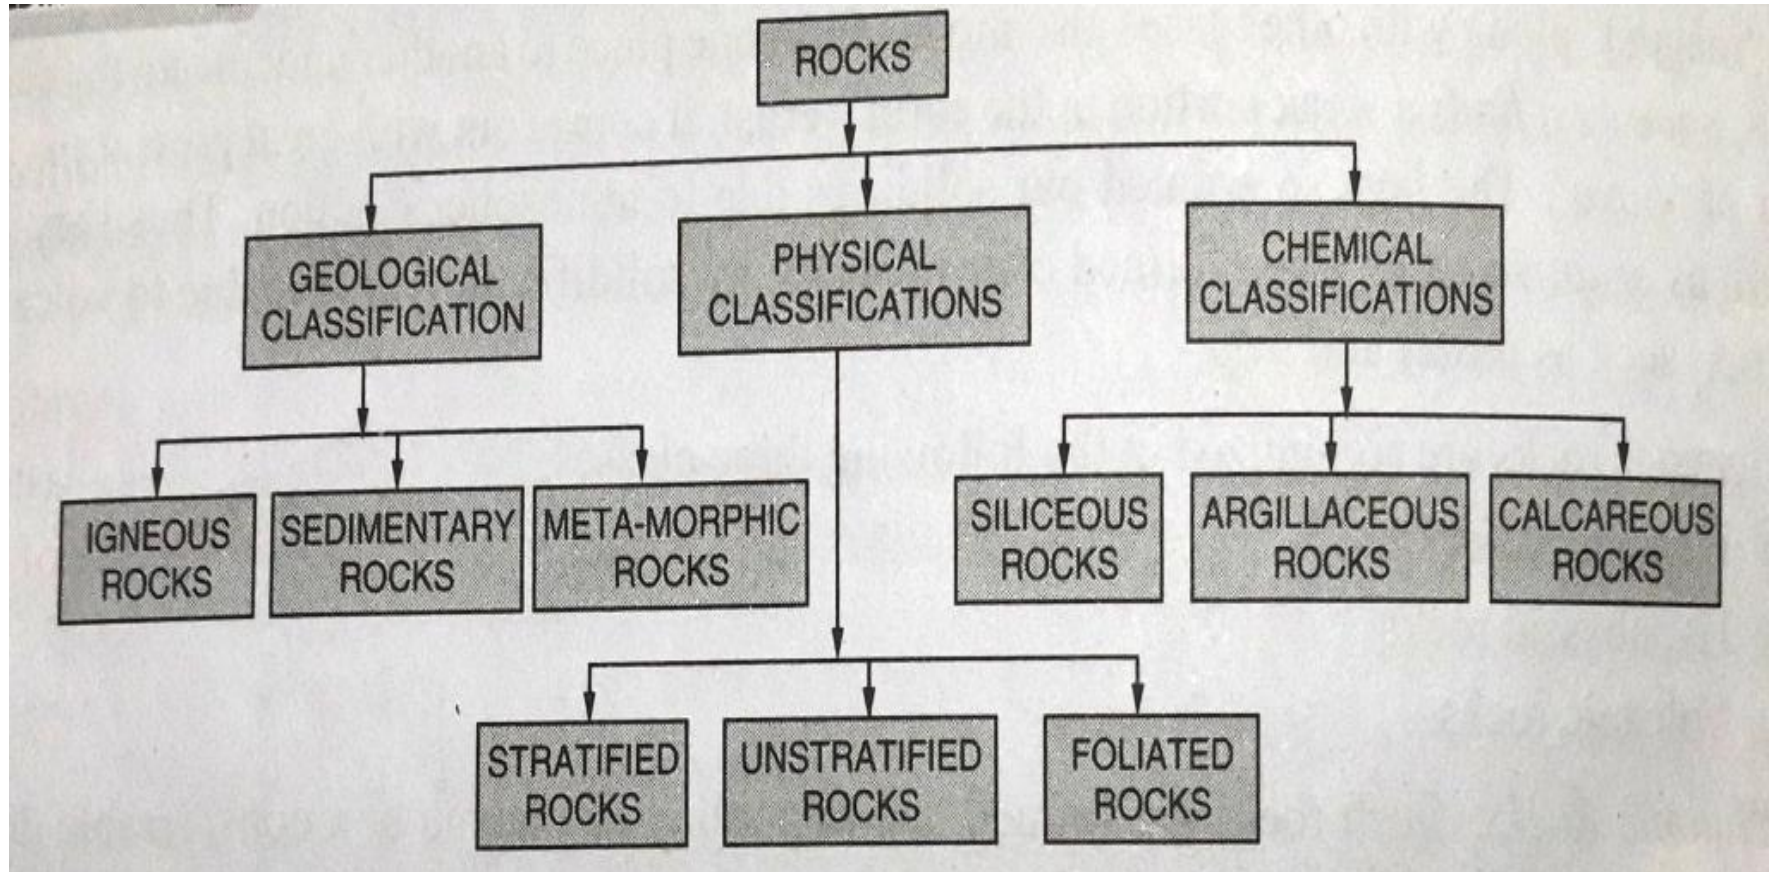 ROCKS
GEOLOGICAL
CLASSIFICATION
PHYSICAL
CLASSIFICATIONS
CHEMICAL
CLASSIFICATIONS
IGNEOUS
ROCKS
SEDIMENTARY
ROCKS
META-MORPHIC
ROCKS
SILICEOUS
ROCKS
ARGILLACEOUS
ROCKS
CALCAREOUS
ROCKS
STRATIFIED
ROCKS
UNSTRATIFIED
ROCKS
FOLIATED
ROCKS